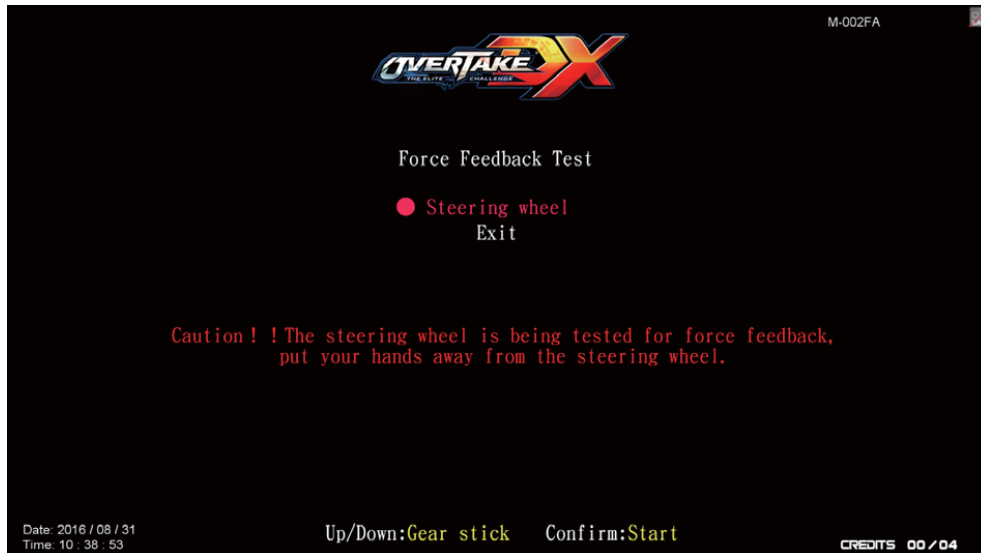 M-002FA
OVERTAKE DX
THE ELITE CHALLENGE
Force Feedback Test
Steering wheel
Exit
Caution！！The steering wheel is being tested for force feedback,
put your hands away from the steering wheel.
Date: 2016 / 08 / 31
Time: 10 : 38 : 53
Up/Down:Gear stick Confirm:Start
CREDITS 00/04